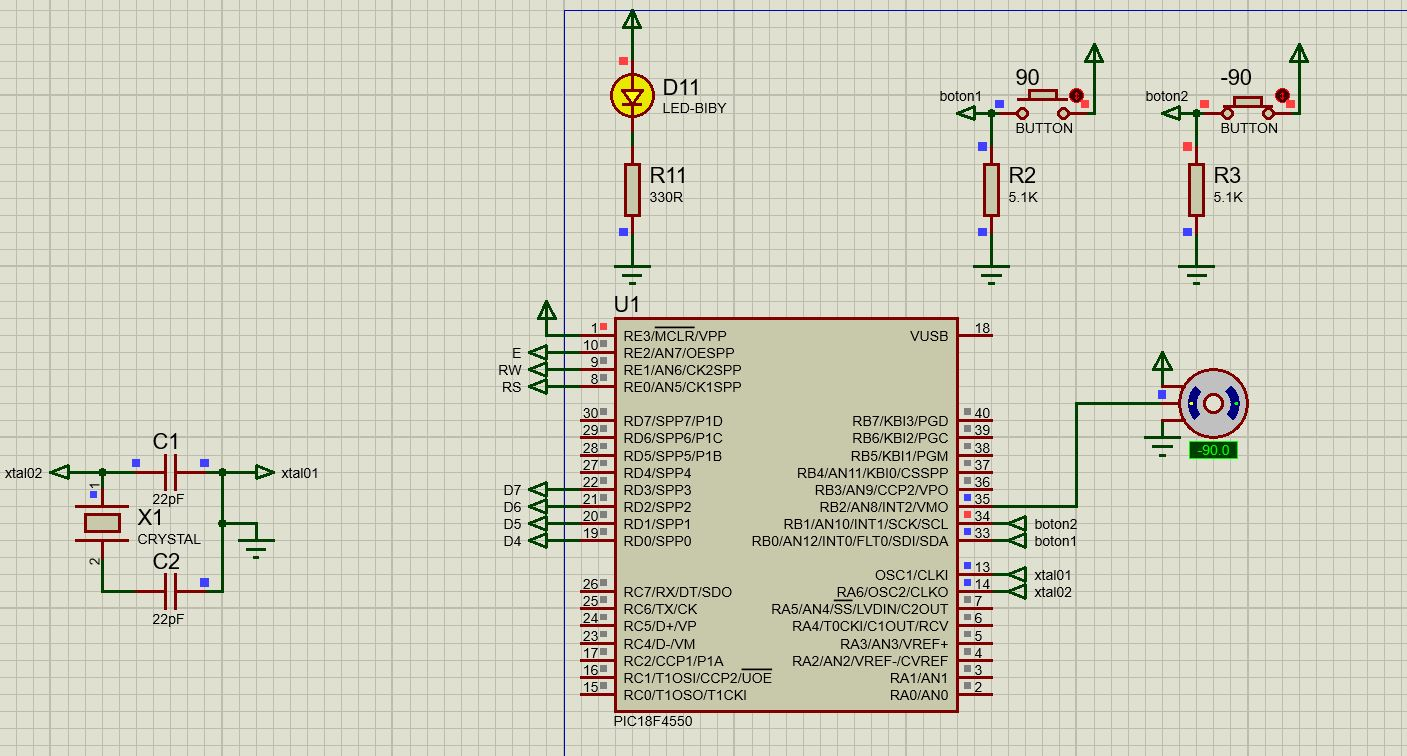 D11
LED-BIBY
R11
330R
90
boton1
BUTTON
R2
5.1K
-90
boton2
BUTTON
R3
5.1K
U1
1 RE3/MCLR/VPP
E 10 RE2/AN7/OESPP
RW 9 RE1/AN6/CK2SPP
RS 8 RE0/AN5/CK1SPP
30 RD7/SPP7/P1D
29 RD6/SPP6/P1C
28 RD5/SPP5/P1B
27 RD4/SPP4
D7 22 RD3/SPP3
D6 21 RD2/SPP2
D5 20 RD1/SPP1
D4 19 RD0/SPP0
26 RC7/RX/DT/SDO
25 RC6/TX/CK
24 RC5/D+/VP
23 RC4/D-/VM
17 RC2/CCP1/P1A
16 RC1/T1OSI/CCP2/UOE
15 RC0/T1OSO/T1CKI
VUSB 18
RB7/KBI3/PGD 40
RB6/KBI2/PGC 39
RB5/KBI1/PGM 38
RB4/AN11/KBI0/CSSPP 37
RB3/AN9/CCP2/VPO 36
RB2/AN8/INT2/VMO 35
RB1/AN10/INT1/SCK/SCL 34 boton2
RB0/AN12/INT0/FLT0/SDI/SDA 33 boton1
OSC1/CLKI 13 xtal01
RA6/OSC2/CLKO 14 xtal02
RA5/AN4/SS/LVDIN/C2OUT 7
RA4/T0CKI/C1OUT/RCV 6
RA3/AN3/VREF+ 5
RA2/AN2/VREF-/CVREF 4
RA1/AN1 3
RA0/AN0 2
PIC18F4550
-90.0
C1
xtal02
xtal01
22pF
1
X1
CRYSTAL
2
C2
22pF